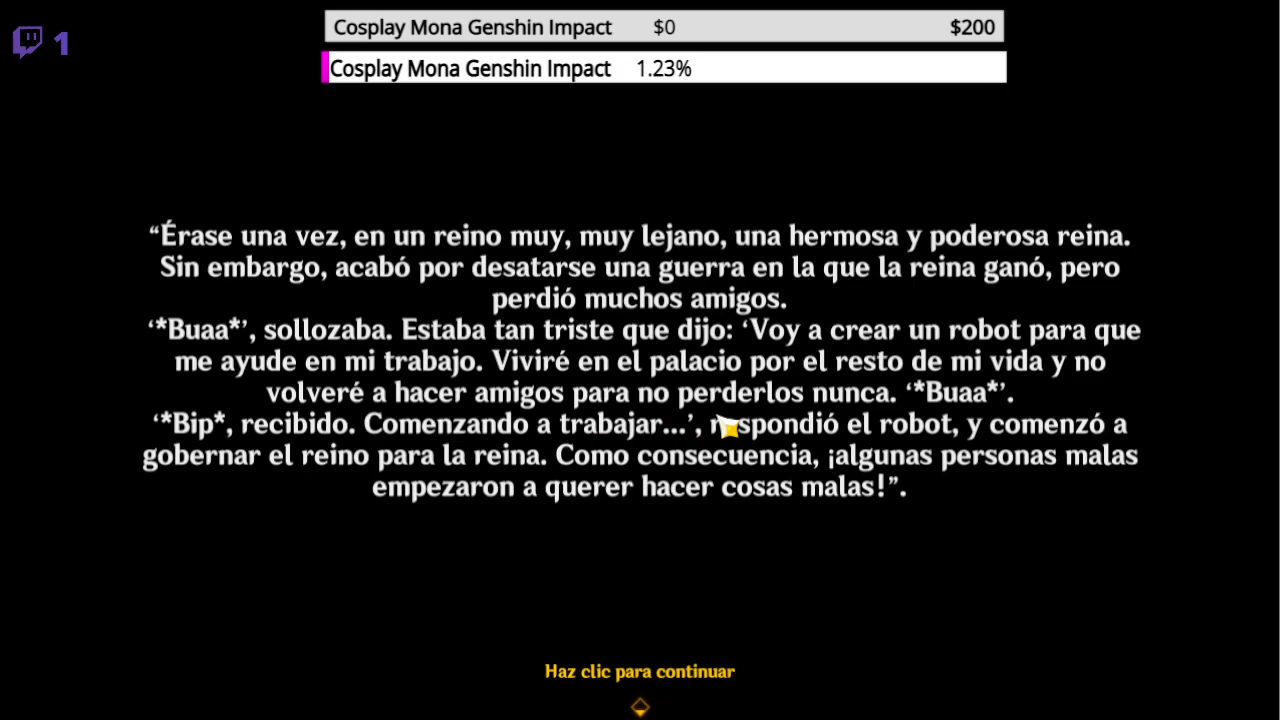 1
Cosplay Mona Genshin Impact $0 $200
Cosplay Mona Genshin Impact 1.23%
“Érase una vez, en un reino muy, muy lejano, una hermosa y poderosa reina.
Sin embargo, acabó por desatarse una guerra en la que la reina ganó, pero
perdió muchos amigos.
‘*Buaa*’, sollozaba. Estaba tan triste que dijo: ‘Voy a crear un robot para que
me ayude en mi trabajo. Viviré en el palacio por el resto de mi vida y no
volveré a hacer amigos para no perderlos nunca. ‘*Buaa*’.
‘*Bip*, recibido. Comenzando a trabajar...’, respondió el robot, y comenzó a
gobernar el reino para la reina. Como consecuencia, ¡algunas personas malas
empezaron a querer hacer cosas malas!”.
Haz clic para continuar